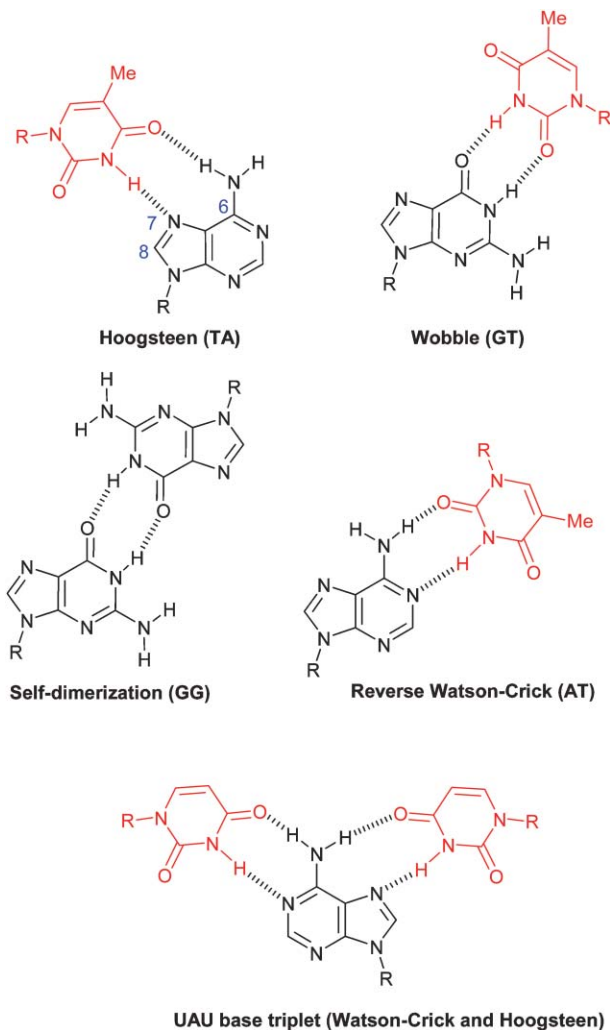 Me
O
R N
H H
N
O H N
6
7 N N
8
N N
R
Hoogsteen (TA)
O Me
H N N R
O O
H
N N
H
N N N
R H
Wobble (GT)
H R
N N N
H
H N N
O O
H
N N
H
N N N
R H
Self-dimerization (GG)
R
H H O N
N Me
H N
N N O
N N
R
Reverse Watson-Crick (AT)
O H H O
R N N N N R
O H H O
N N
N N
R
UAU base triplet (Watson-Crick and Hoogsteen)